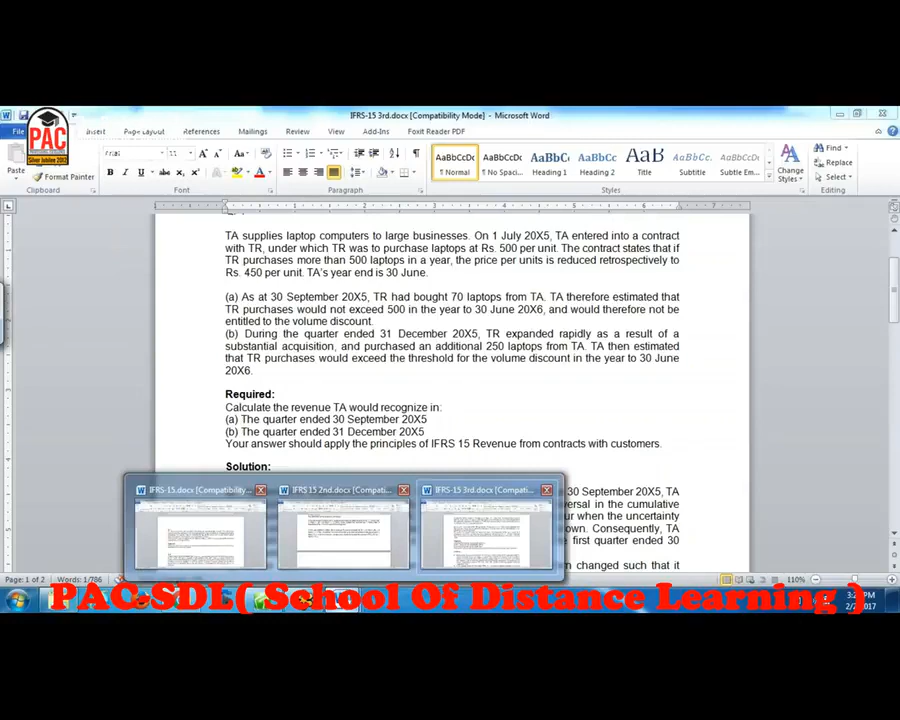 IFRS-15 3rd.docx [Compatibility Mode] - Microsoft Word
PAC
Silver Jubilee 2012
File
Insert
Page Layout
References
Mailings
Review
View
Add-Ins
Foxit Reader PDF
Paste
Format Painter
Arial
11
Find
Replace
Select
AaBbCcDc
AaBbCcDc
AaBbC
AaBbCc
AaB
AaBbCc.
AaBbCcDc
¶ Normal
¶ No Spaci...
Heading 1
Heading 2
Title
Subtitle
Subtle Em...
Change
Styles
Clipboard
Font
Paragraph
Styles
Editing
TA supplies laptop computers to large businesses. On 1 July 20X5, TA entered into a contract
with TR, under which TR was to purchase laptops at Rs. 500 per unit. The contract states that if
TR purchases more than 500 laptops in a year, the price per units is reduced retrospectively to
Rs. 450 per unit. TA's year end is 30 June.
(a) As at 30 September 20X5, TR had bought 70 laptops from TA. TA therefore estimated that
TR purchases would not exceed 500 in the year to 30 June 20X6, and would therefore not be
entitled to the volume discount.
(b) During the quarter ended 31 December 20X5, TR expanded rapidly as a result of a
substantial acquisition, and purchased an additional 250 laptops from TA. TA then estimated
that TR purchases would exceed the threshold for the volume discount in the year to 30 June
20X6.
Required:
Calculate the revenue TA would recognize in:
(a) The quarter ended 30 September 20X5
(b) The quarter ended 31 December 20X5
Your answer should apply the principles of IFRS 15 Revenue from contracts with customers.
Solution:
IFRS-15.docx [Compatibility...
IFRS 15 2nd.docx [Compati...
IFRS-15 3rd.docx [Compati...
30 September 20X5, TA
versal in the cumulative
ur when the uncertainty
own. Consequently, TA
first quarter ended 30
m changed such that it
Page: 1 of 2
Words: 1/786
110%
PAC-SDL( School Of Distance Learning )